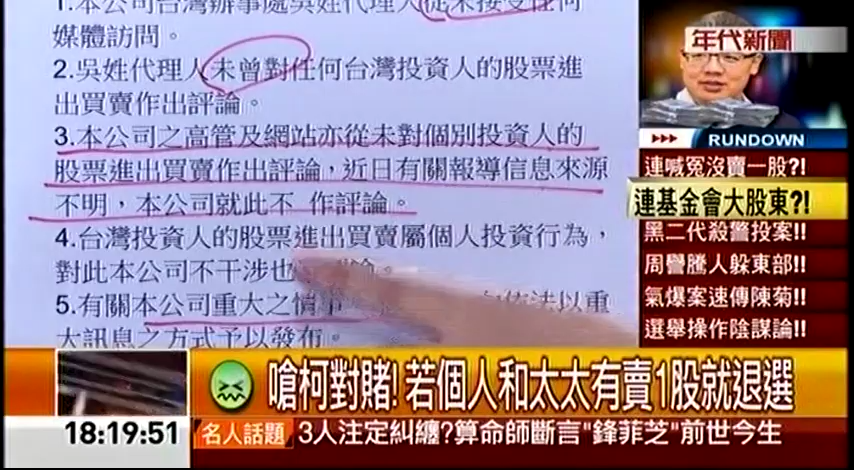 1.本公司台灣辦事處吳姓代理人從未接受任何
媒體訪問。
2.吳姓代理人未曾對任何台灣投資人的股票進
出買賣作出評論。
3.本公司之高管及網站亦從未對個別投資人的
股票進出買賣作出評論，近日有關報導信息來源
不明，本公司就此不 作評論。
4.台灣投資人的股票進出買賣屬個人投資行為，
對此本公司不干涉也 評論。
5.有關本公司重大之情事 依法以重
大訊息之方式予以發布。
年代新聞
RUNDOWN
連喊冤沒賣一股?!
連基金會大股東?!
黑二代殺警投案!!
周譽騰人躲東部!!
氣爆案速傳陳菊!!
選舉操作陰謀論!!
嗆柯對賭!若個人和太太有賣1股就退選
18:19:51
名人話題
3人注定糾纏?算命師斷言"鋒菲芝"前世今生